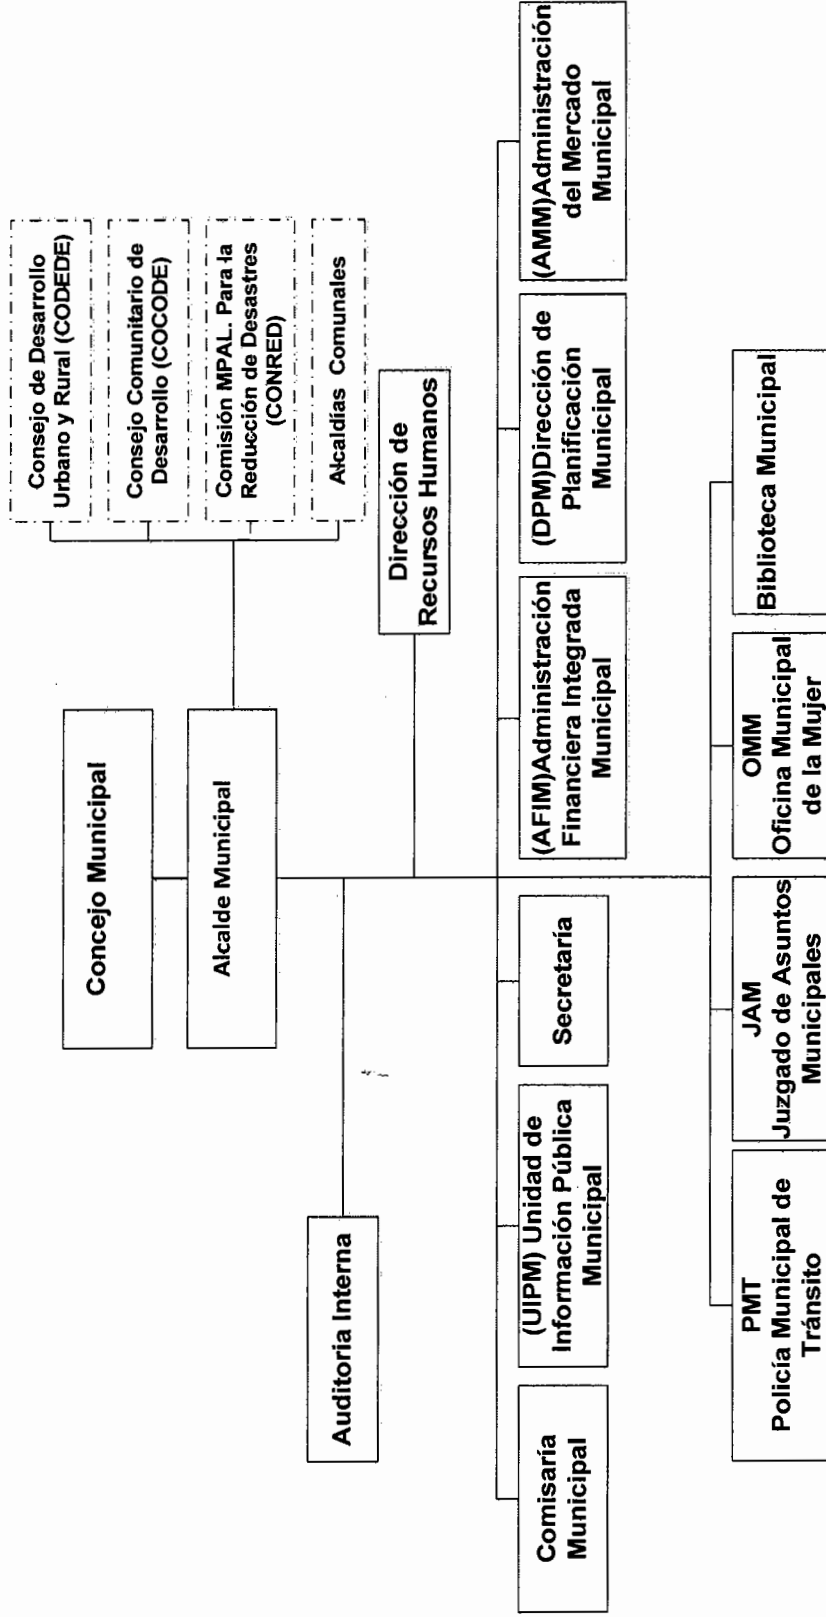 Concejo Municipal
Alcalde Municipal
Consejo de Desarrollo
Urbano y Rural (CODEDE)
Consejo Comunitario de
Desarrollo (COCODE)
Comisión MPAL. Para la
Reducción de Desastres
(CONRED)
Alcaldías Comunales
Auditoria Interna
Dirección de
Recursos Humanos
Comisaría
Municipal
(UIPM) Unidad de
Información Pública
Municipal
Secretaría
(AFIM)Administración
Financiera Integrada
Municipal
(DPM)Dirección de
Planificación
Municipal
(AMM)Administración
del Mercado
Municipal
PMT
Policía Municipal de
Tránsito
JAM
Juzgado de Asuntos
Municipales
OMM
Oficina Municipal
de la Mujer
Biblioteca Municipal